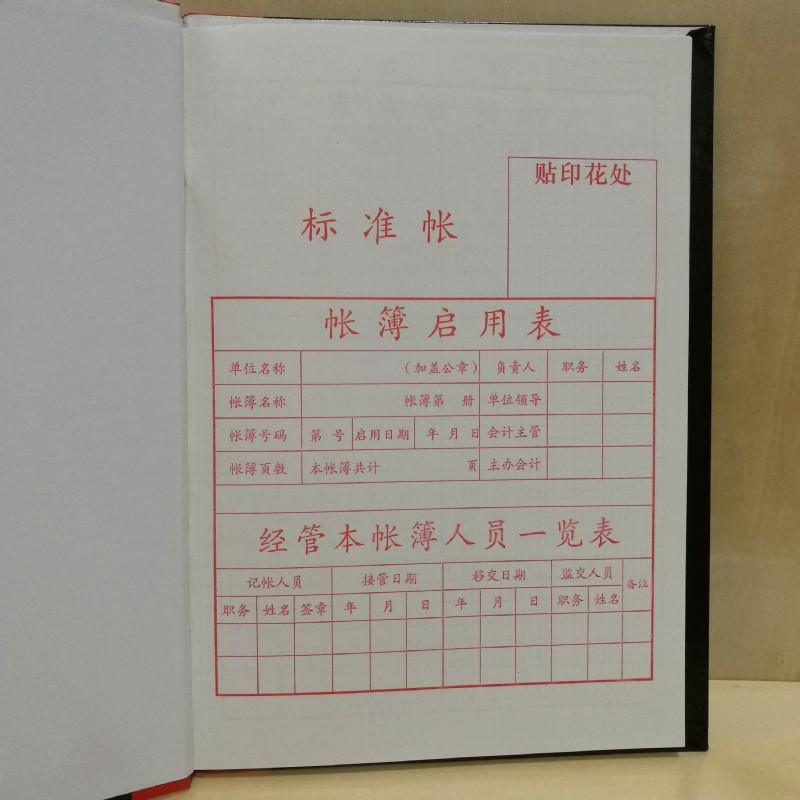 贴印花处
标准帐
帐簿启用表
单位名称 （加盖公章） 负责人 职务 姓名
帐簿名称 帐簿第 册 单位领导
帐簿号码 第 号 启用日期 年 月 日 会计主管
帐簿页数 本帐簿共计 页 主办会计
经管本帐簿人员一览表
记帐人员 接管日期 移交日期 监交人员 备注
职务 姓名 签章 年 月 日 年 月 日 职务 姓名